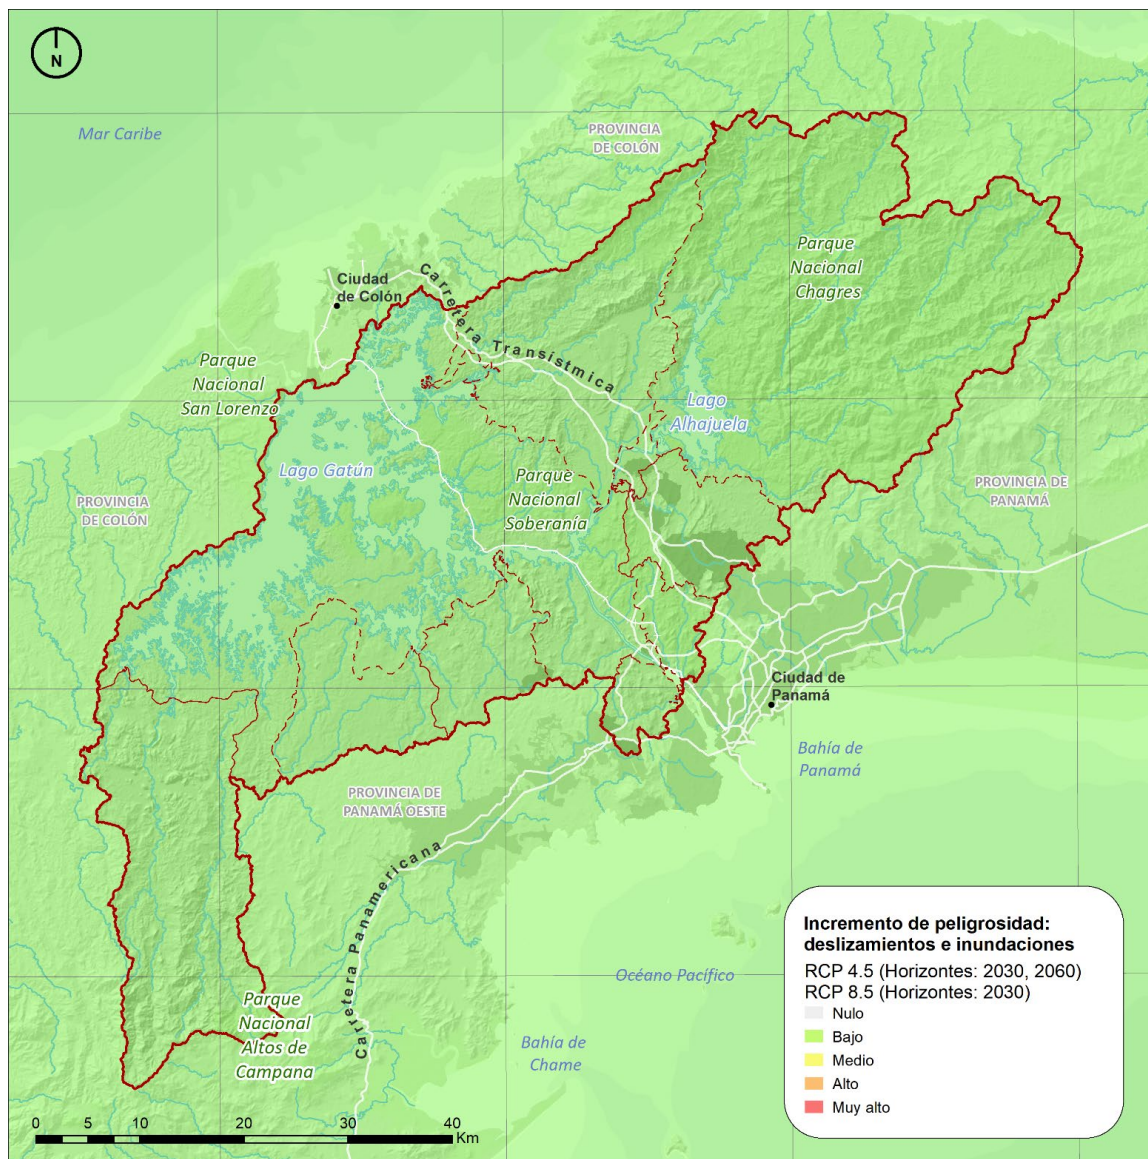 N
Mar Caribe
PROVINCIA
DE COLÓN
Parque
Nacional
Chagres
Ciudad
de Colón
Carretera Transístmica
Parque
Nacional
San Lorenzo
Lago
Alhajuela
Lago Gatún
Parque
Nacional
Soberanía
PROVINCIA
DE COLÓN
PROVINCIA DE
PANAMÁ
Ciudad de
Panamá
Bahía de
Panamá
PROVINCIA DE
PANAMÁ OESTE
Carretera Panamericana
Océano Pacífico
Parque
Nacional
Altos de
Campana
Bahía de
Chame
Incremento de peligrosidad:
deslizamientos e inundaciones
RCP 4.5 (Horizontes: 2030, 2060)
RCP 8.5 (Horizontes: 2030)
Nulo
Bajo
Medio
Alto
Muy alto
0 5 10 20 30 40
Km